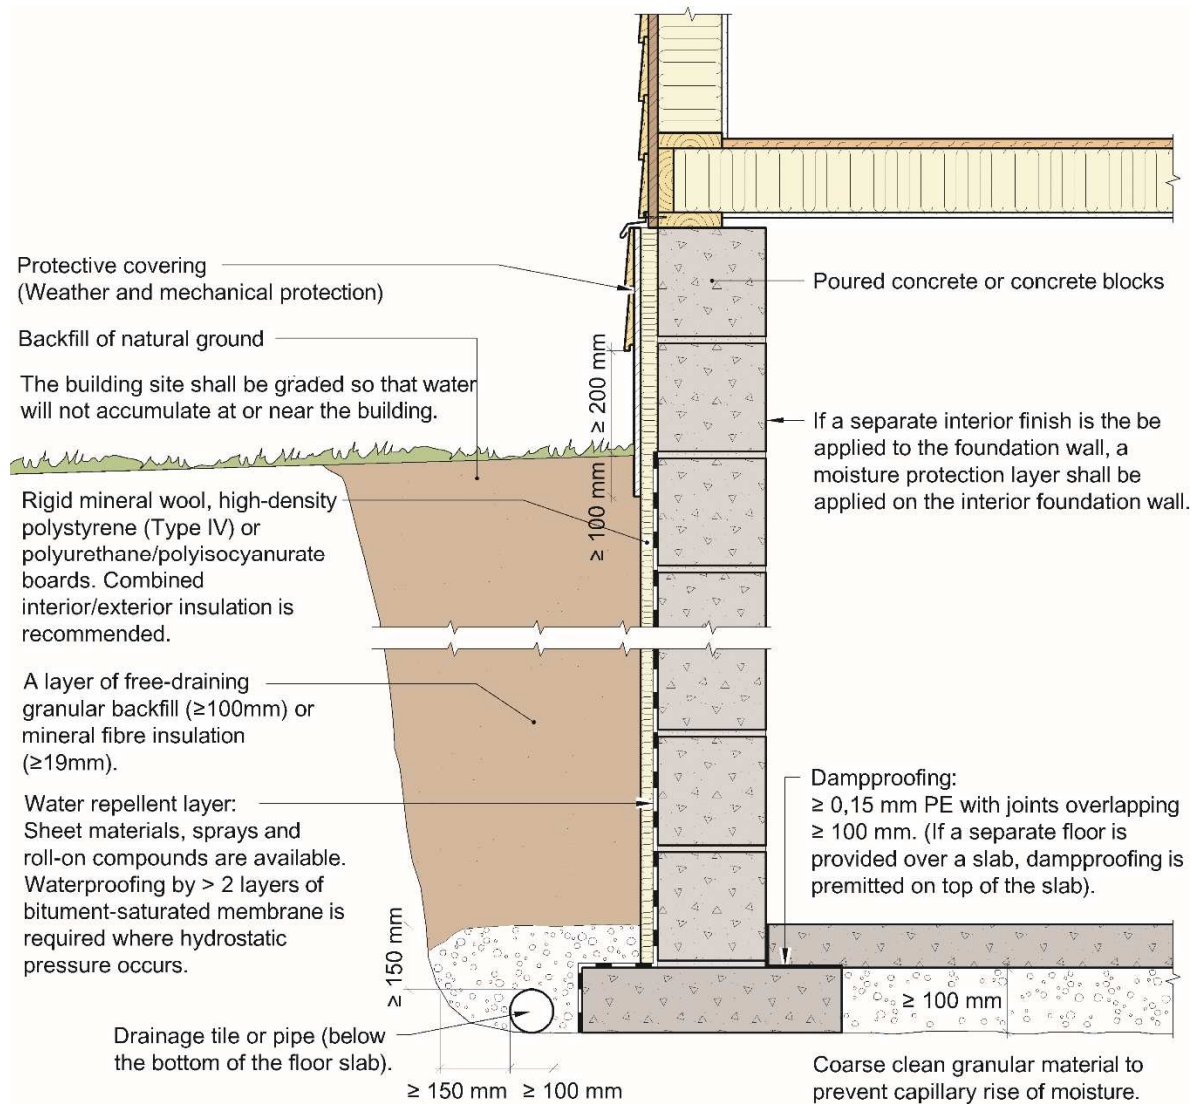 Protective covering
(Weather and mechanical protection)
Backfill of natural ground
The building site shall be graded so that water
will not accumulate at or near the building.
Rigid mineral wool, high-density
polystyrene (Type IV) or
polyurethane/polyisocyanurate
boards. Combined
interior/exterior insulation is
recommended.
A layer of free-draining
granular backfill (≥100mm) or
mineral fibre insulation
(≥19mm).
Water repellent layer:
Sheet materials, sprays and
roll-on compounds are available.
Waterproofing by > 2 layers of
bitument-saturated membrane is
required where hydrostatic
pressure occurs.
Drainage tile or pipe (below
the bottom of the floor slab).
≥ 200 mm
≥ 100 mm
≥ 150 mm
≥ 150 mm
≥ 100 mm
Poured concrete or concrete blocks
If a separate interior finish is the be
applied to the foundation wall, a
moisture protection layer shall be
applied on the interior foundation wall.
Dampproofing:
≥ 0,15 mm PE with joints overlapping
≥ 100 mm. (If a separate floor is
provided over a slab, dampproofing is
premitted on top of the slab).
≥ 100 mm
Coarse clean granular material to
prevent capillary rise of moisture.